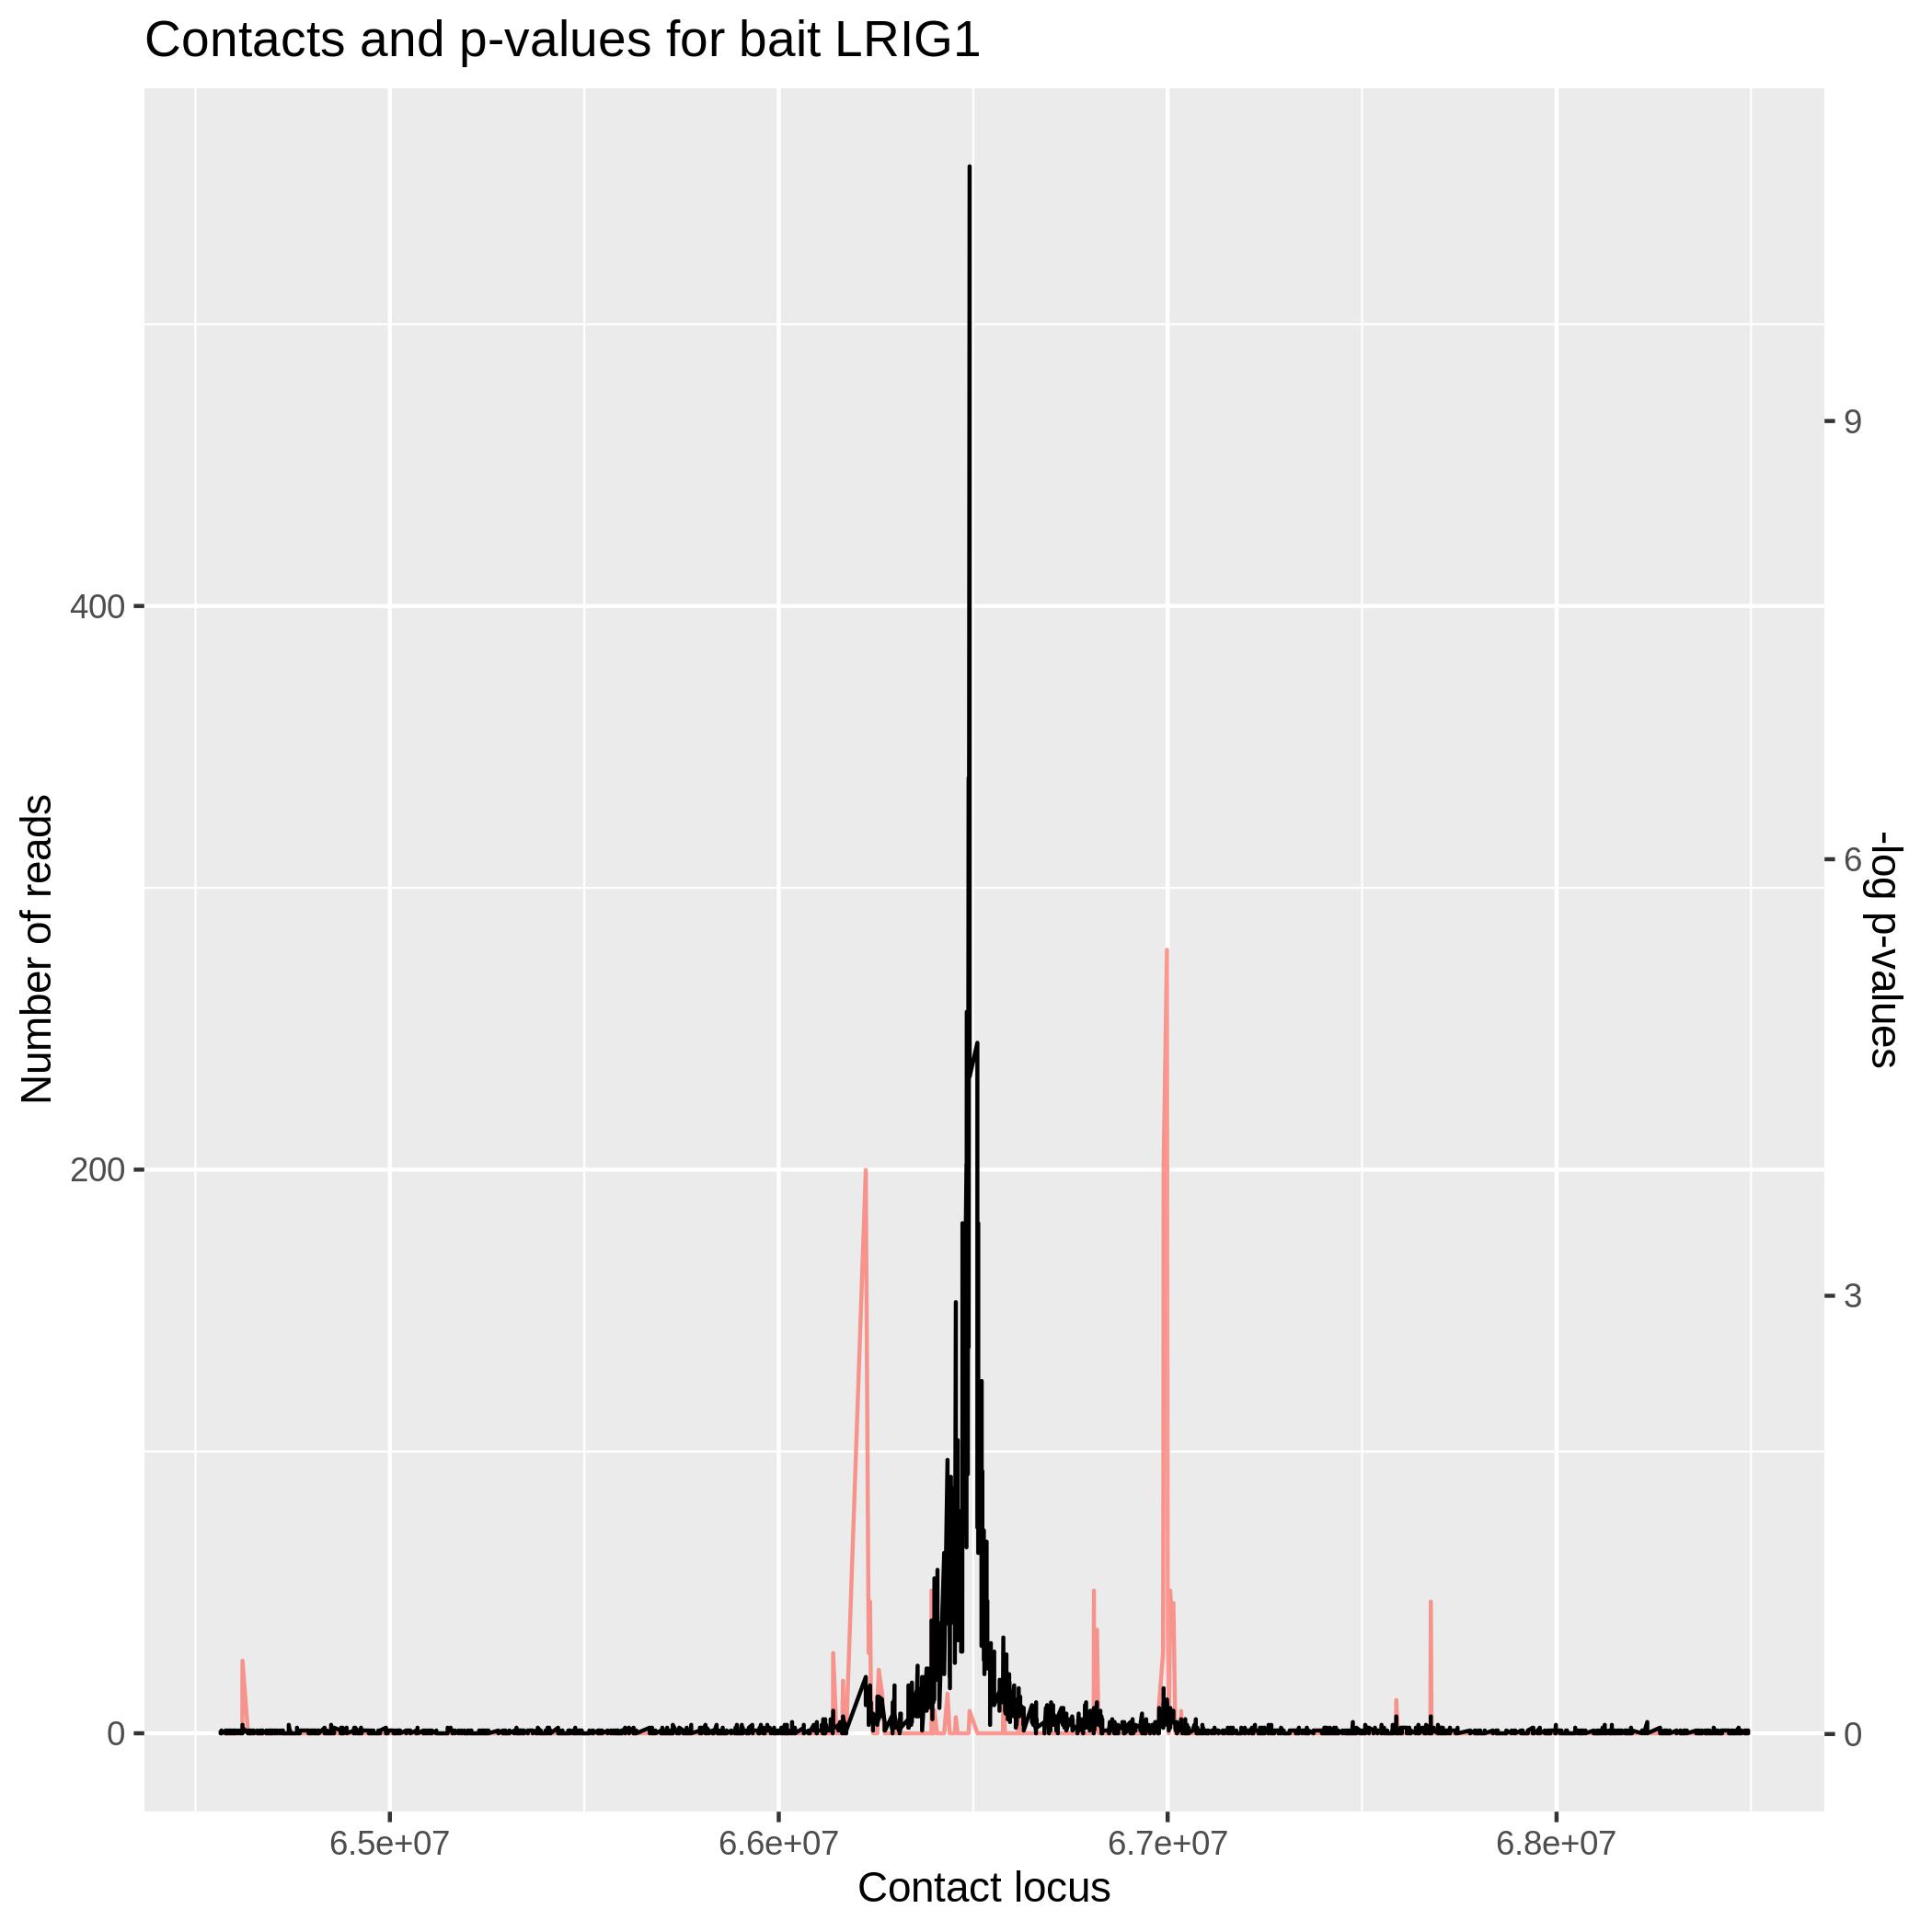 Contacts and p-values for bait LRIG1
Number of reads
400
200
0
9
6
3
0
-log p-values
6.5e+07
6.6e+07
6.7e+07
6.8e+07
Contact locus